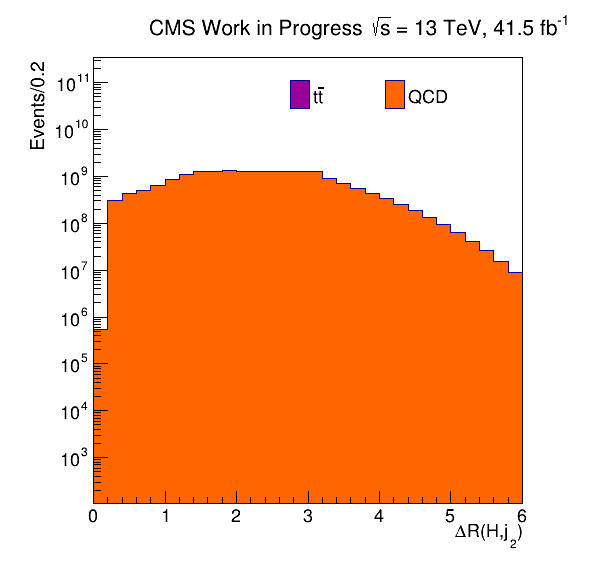 CMS Work in Progress √s = 13 TeV, 41.5 fb⁻¹
Events/0.2
tt̄
QCD
10¹¹
10¹⁰
10⁹
10⁸
10⁷
10⁶
10⁵
10⁴
10³
0 1 2 3 4 5 6
ΔR(H,j₂)